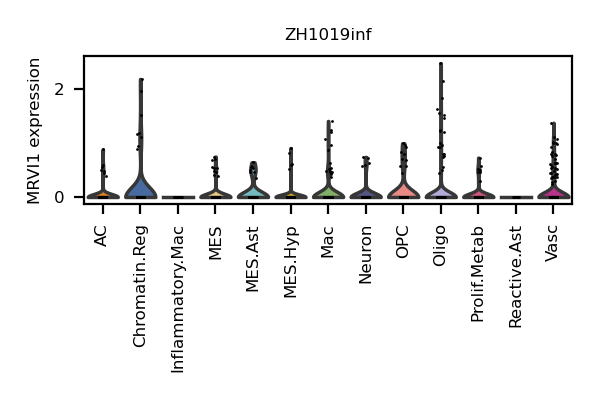 ZH1019inf
MRVI1 expression
2
0
AC
Chromatin.Reg
Inflammatory.Mac
MES
MES.Ast
MES.Hyp
Mac
Neuron
OPC
Oligo
Prolif.Metab
Reactive.Ast
Vasc